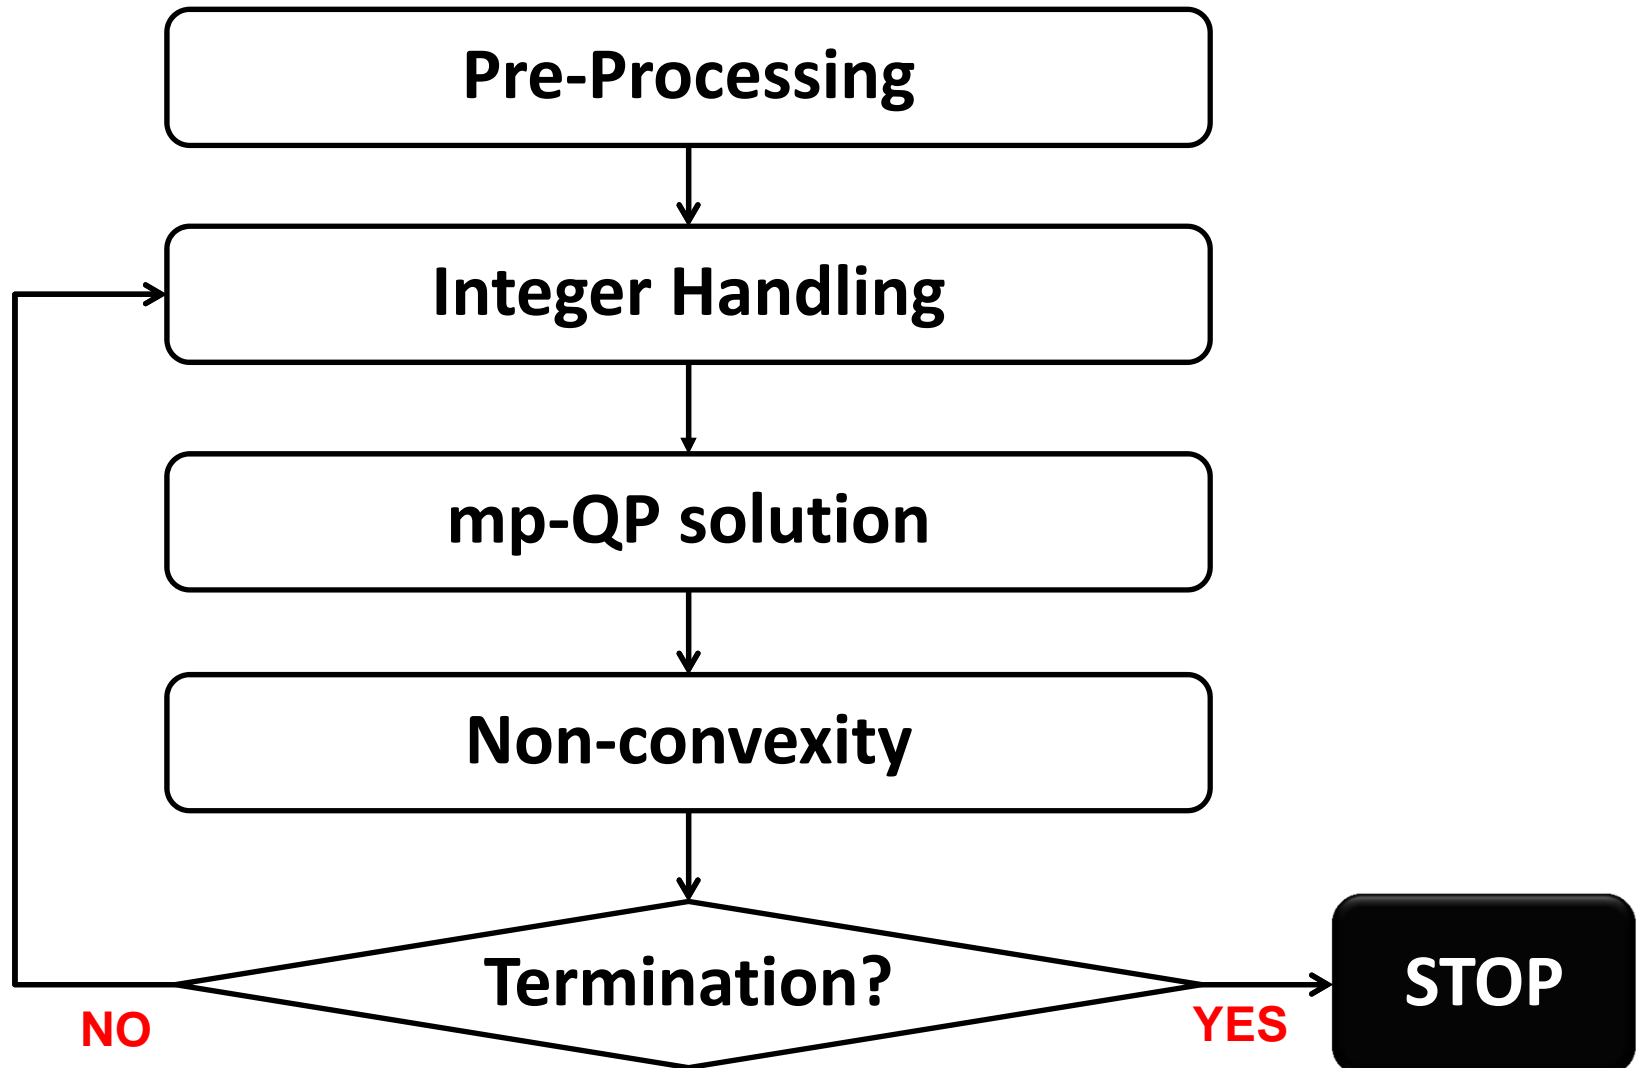 Pre-Processing
Integer Handling
mp-QP solution
Non-convexity
Termination?
STOP
NO
YES